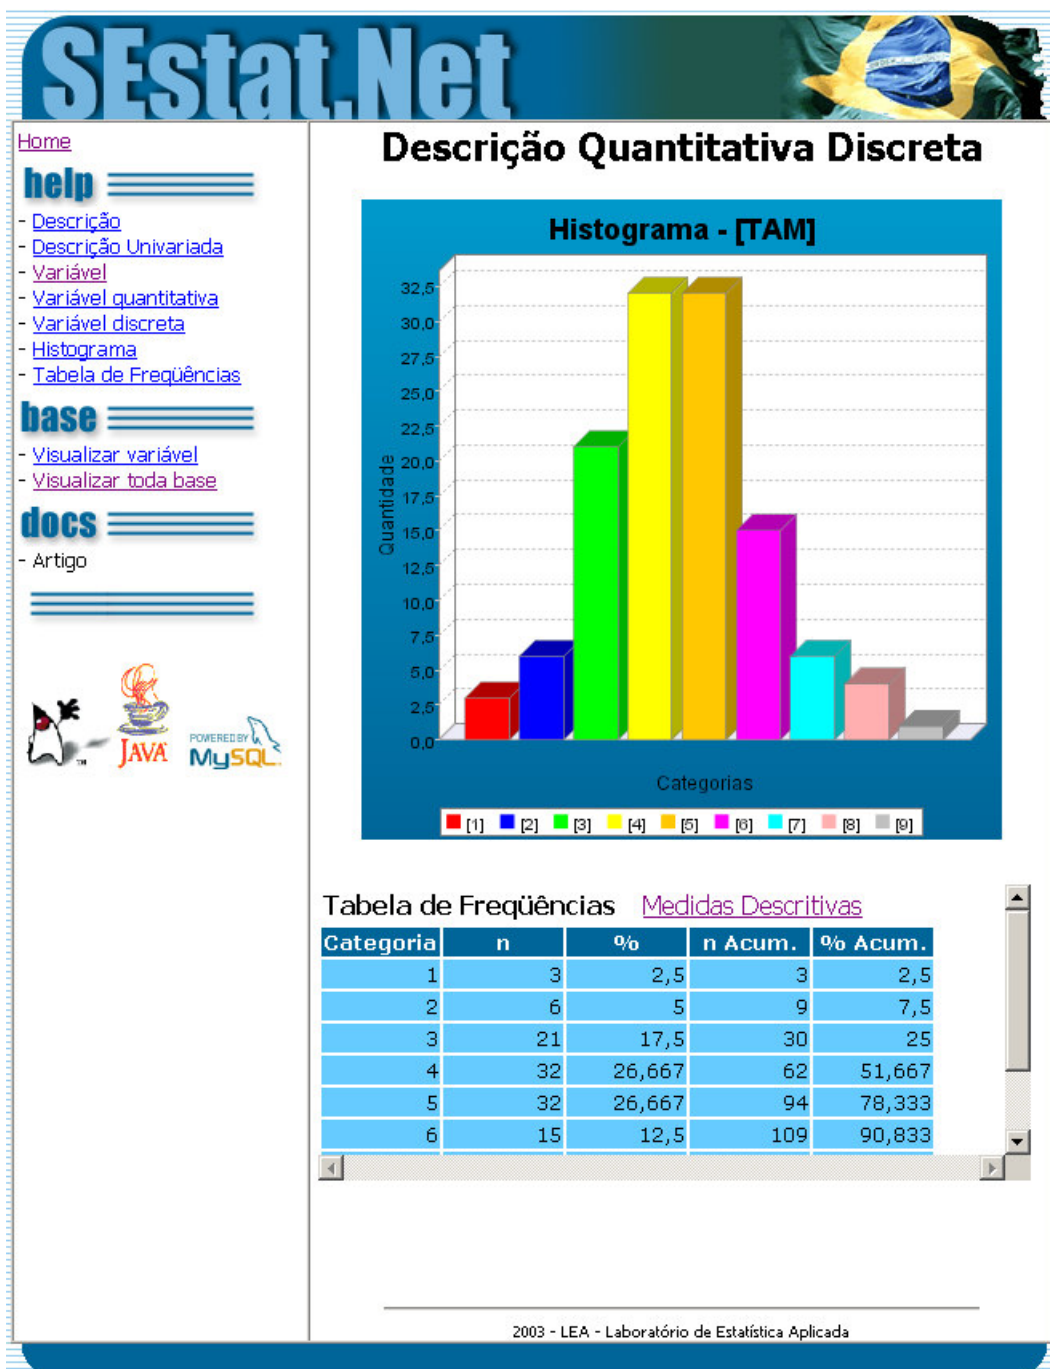 SEstat.Net
Home
help
- Descrição
- Descrição Univariada
- Variável
- Variável quantitativa
- Variável discreta
- Histograma
- Tabela de Freqüências
base
- Visualizar variável
- Visualizar toda base
docs
- Artigo
TM
JAVA
POWERED BY
MySQL
Descrição Quantitativa Discreta
Histograma - [TAM]
Quantidade
32,5
30,0
27,5
25,0
22,5
20,0
17,5
15,0
12,5
10,0
7,5
5,0
2,5
0,0
Categorias
[1] [2] [3] [4] [5] [6] [7] [8] [9]
Tabela de Freqüências Medidas Descritivas
Categoria n % n Acum. % Acum.
1 3 2,5 3 2,5
2 6 5 9 7,5
3 21 17,5 30 25
4 32 26,667 62 51,667
5 32 26,667 94 78,333
6 15 12,5 109 90,833
2003 - LEA - Laboratório de Estatística Aplicada